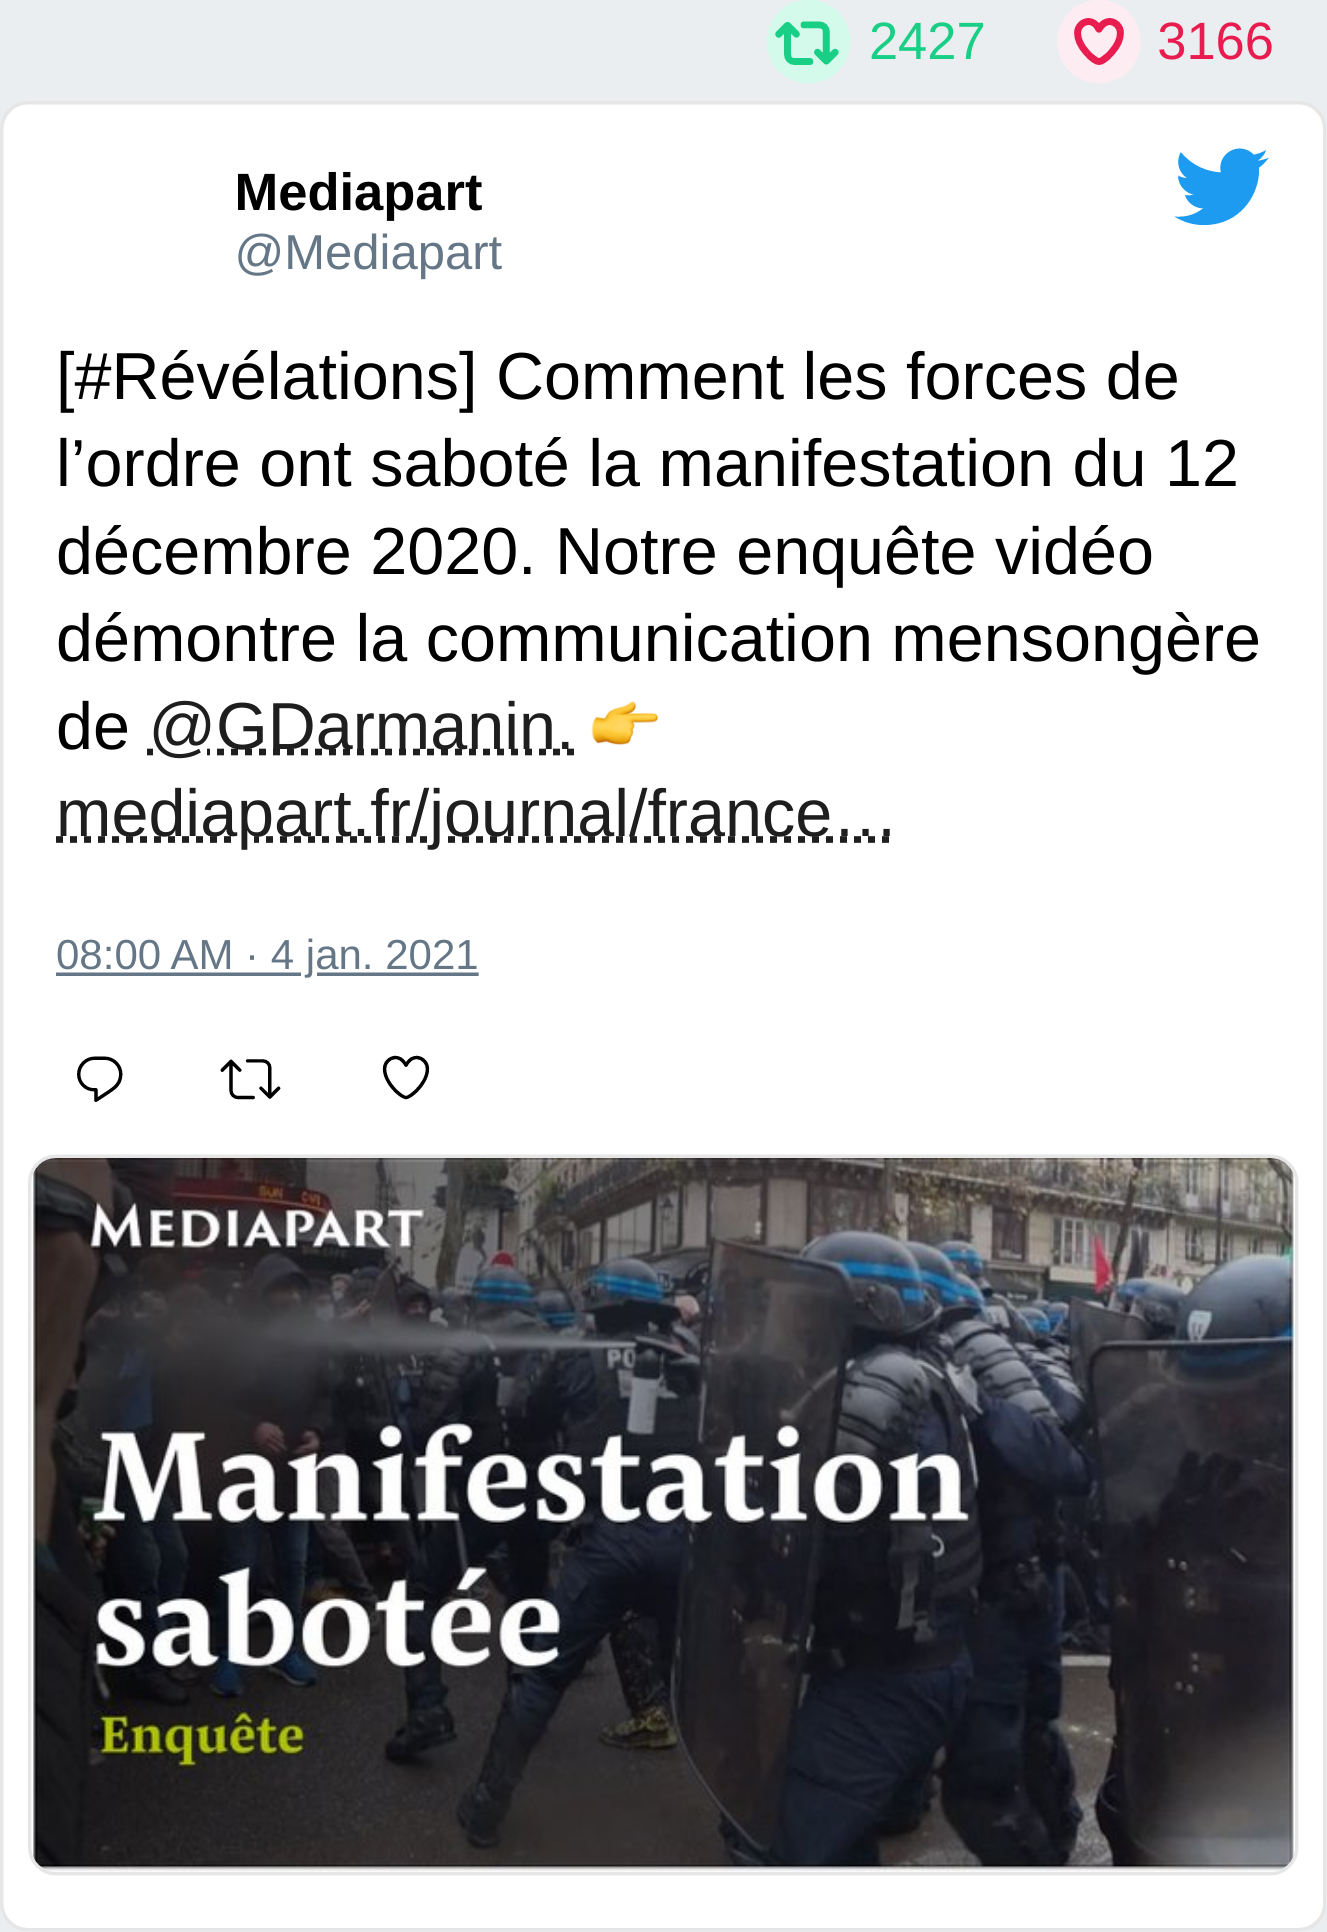 2427 3166
Mediapart
@Mediapart
[#Révélations] Comment les forces de
l’ordre ont saboté la manifestation du 12
décembre 2020. Notre enquête vidéo
démontre la communication mensongère
de @GDarmanin. 👉
mediapart.fr/journal/france…
08:00 AM · 4 jan. 2021
MEDIAPART
PO
Manifestation
sabotée
Enquête